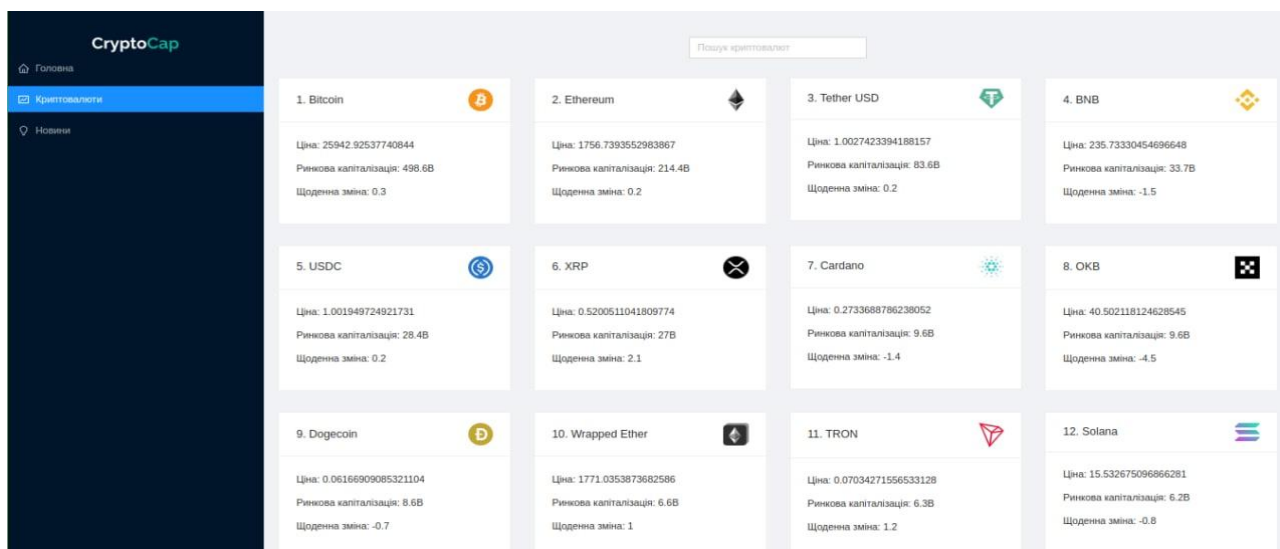 CryptoCap
Головна
Криптовалюти
Новини
Пошук криптовалют
1. Bitcoin
Ціна: 25942.92537740844
Ринкова капіталізація: 498.6B
Щоденна зміна: 0.3
2. Ethereum
Ціна: 1756.7393552983867
Ринкова капіталізація: 214.4B
Щоденна зміна: 0.2
3. Tether USD
Ціна: 1.0027423394188157
Ринкова капіталізація: 83.6B
Щоденна зміна: 0.2
4. BNB
Ціна: 235.73330454696648
Ринкова капіталізація: 33.7B
Щоденна зміна: -1.5
5. USDC
Ціна: 1.001949724921731
Ринкова капіталізація: 28.4B
Щоденна зміна: 0.2
6. XRP
Ціна: 0.5200511041809774
Ринкова капіталізація: 27B
Щоденна зміна: 2.1
7. Cardano
Ціна: 0.2733688786238052
Ринкова капіталізація: 9.6B
Щоденна зміна: -1.4
8. OKB
Ціна: 40.502118124628545
Ринкова капіталізація: 9.6B
Щоденна зміна: -4.5
9. Dogecoin
Ціна: 0.06166909085321104
Ринкова капіталізація: 8.6B
Щоденна зміна: -0.7
10. Wrapped Ether
Ціна: 1771.0353873682586
Ринкова капіталізація: 6.6B
Щоденна зміна: 1
11. TRON
Ціна: 0.07034271556533128
Ринкова капіталізація: 6.3B
Щоденна зміна: 1.2
12. Solana
Ціна: 15.532675096866281
Ринкова капіталізація: 6.2B
Щоденна зміна: -0.8